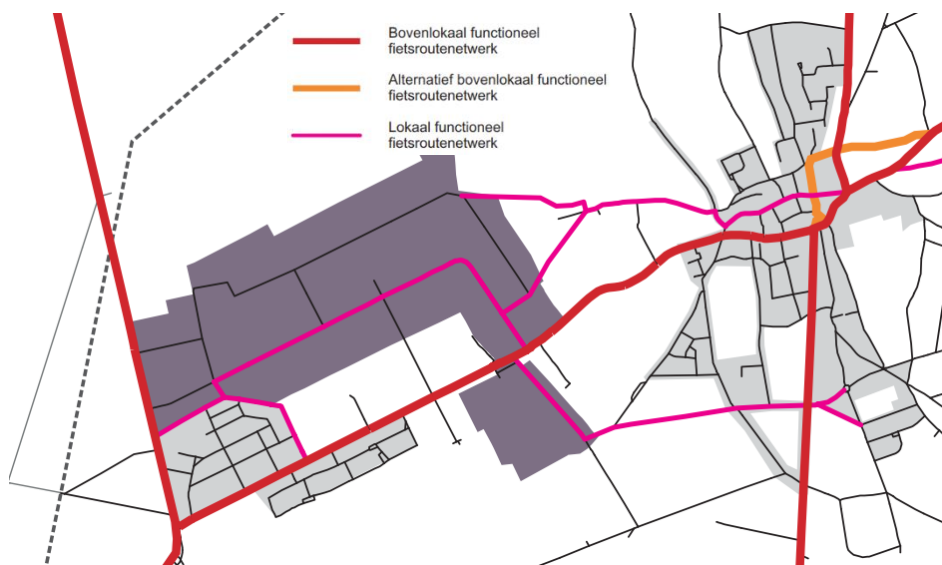 Bovenlokaal functioneel
fietsroutenetwerk
Alternatief bovenlokaal functioneel
fietsroutenetwerk
Lokaal functioneel
fietsroutenetwerk